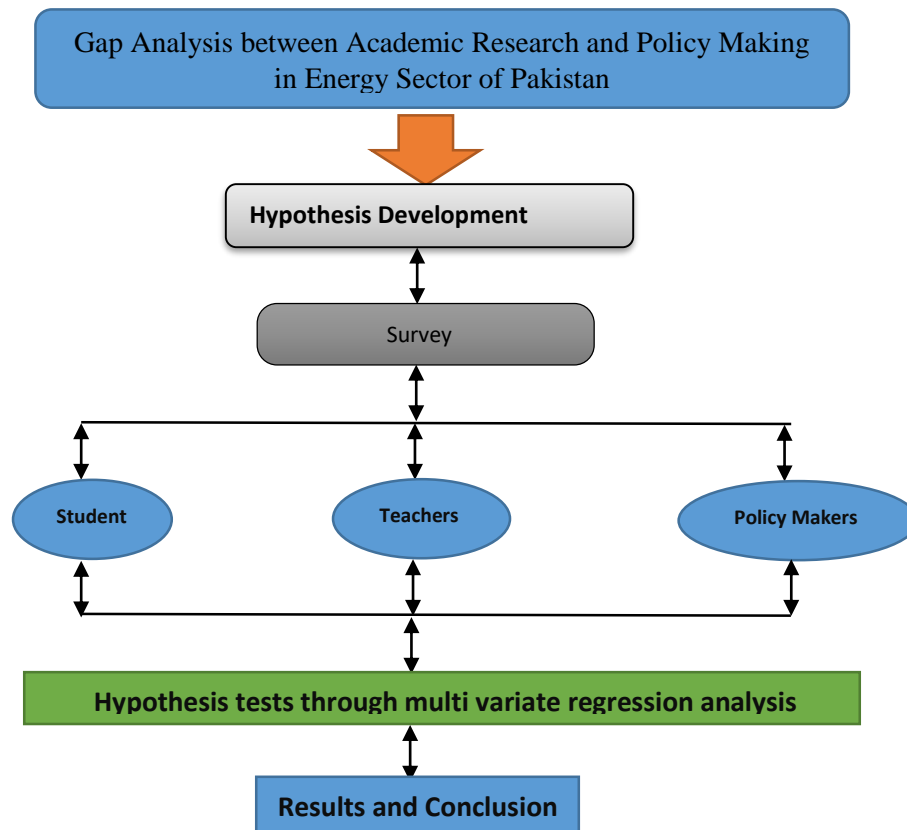 Gap Analysis between Academic Research and Policy Making
in Energy Sector of Pakistan
Hypothesis Development
Survey
Student
Teachers
Policy Makers
Hypothesis tests through multi variate regression analysis
Results and Conclusion